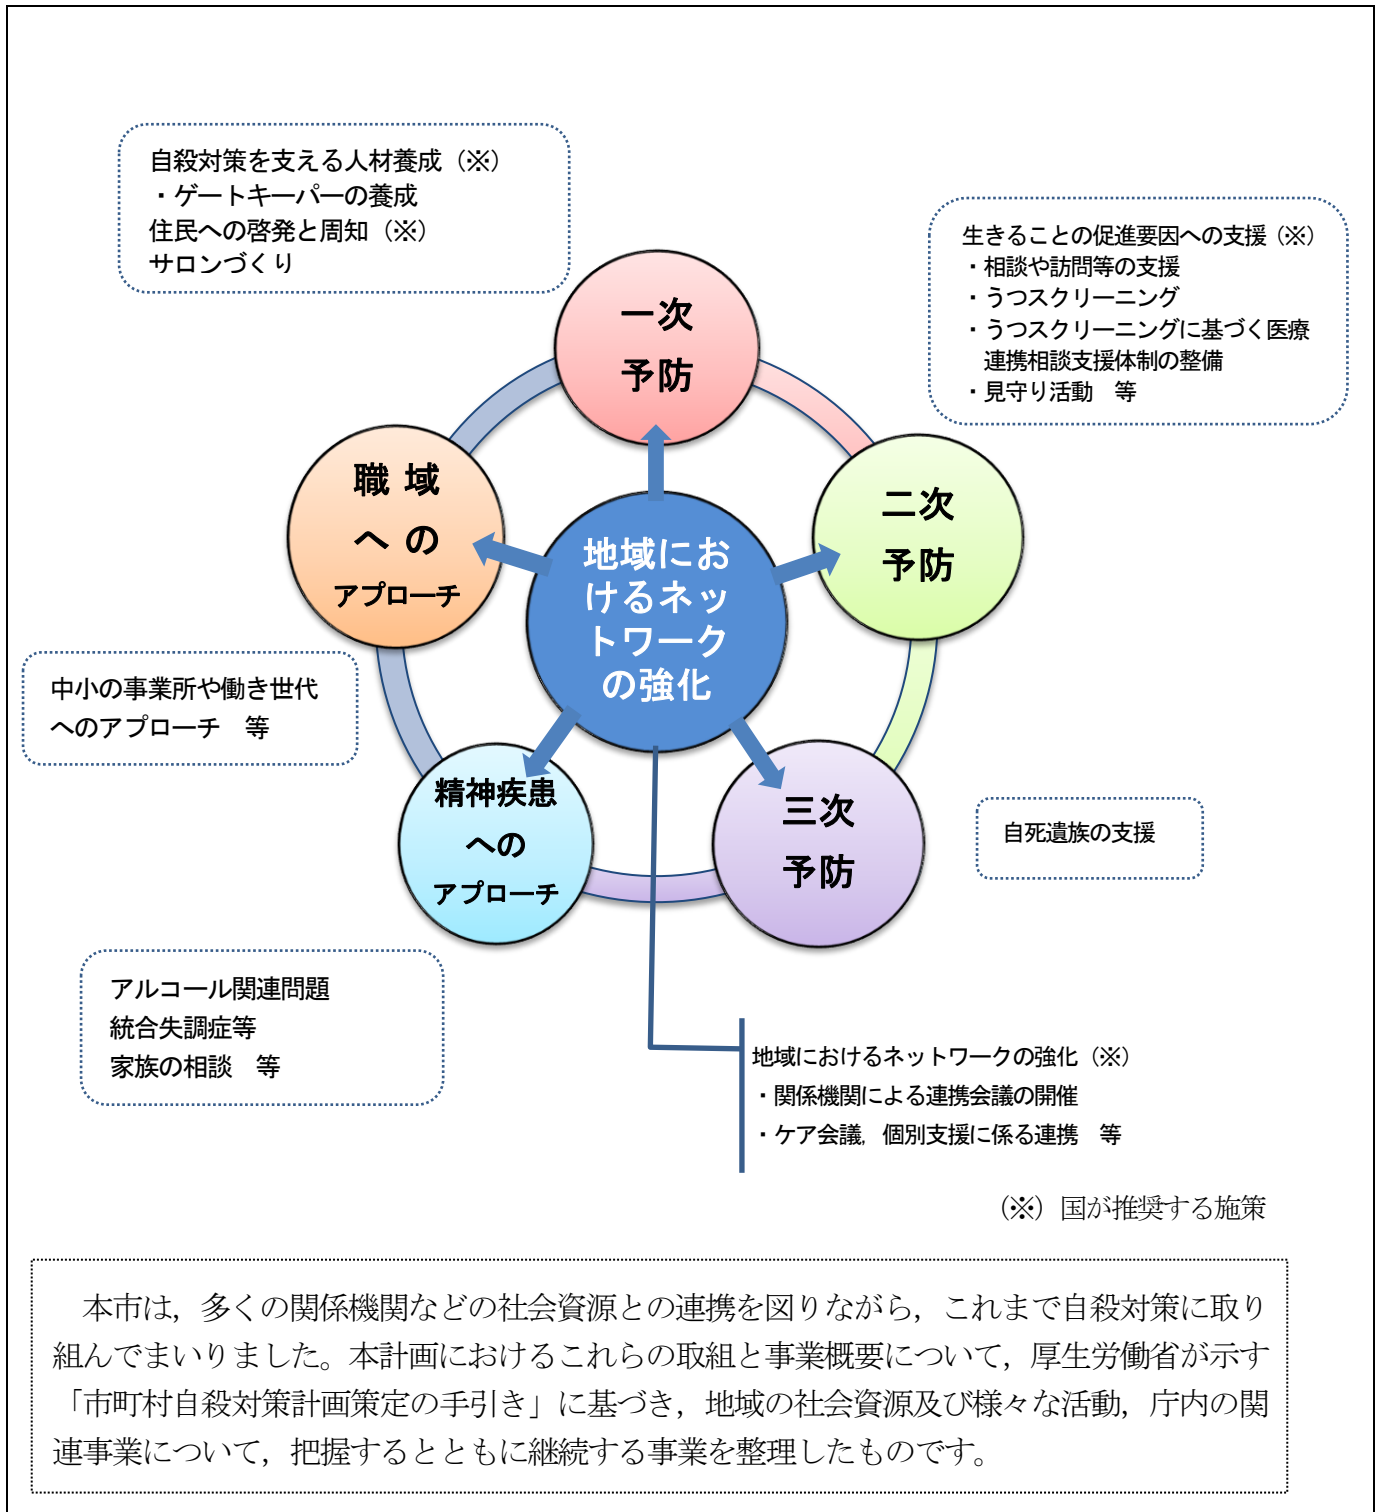 自殺対策を支える人材養成（※）
・ゲートキーパーの養成
住民への啓発と周知（※）
サロンづくり
生きることの促進要因への支援（※）
・相談や訪問等の支援
・うつスクリーニング
・うつスクリーニングに基づく医療
連携相談支援体制の整備
・見守り活動　等
一次
予防
職 域
へ の
アプローチ
二次
予防
地域にお
けるネッ
トワーク
の強化
中小の事業所や働き世代
へのアプローチ　等
精神疾患
への
アプローチ
三次
予防
自死遺族の支援
アルコール関連問題
統合失調症等
家族の相談　等
地域におけるネットワークの強化（※）
・関係機関による連携会議の開催
・ケア会議，個別支援に係る連携　等
（※）国が推奨する施策
本市は，多くの関係機関などの社会資源との連携を図りながら，これまで自殺対策に取り
組んでまいりました。本計画におけるこれらの取組と事業概要について，厚生労働省が示す
「市町村自殺対策計画策定の手引き」に基づき，地域の社会資源及び様々な活動，庁内の関
連事業について，把握するとともに継続する事業を整理したものです。